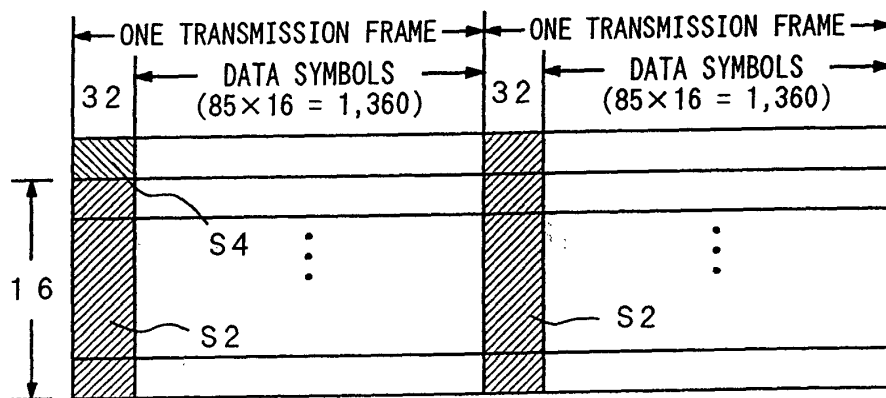 ONE TRANSMISSION FRAME ONE TRANSMISSION FRAME
32 DATA SYMBOLS 32 DATA SYMBOLS
(85×16 = 1,360) (85×16 = 1,360)
S4
16
S2 S2